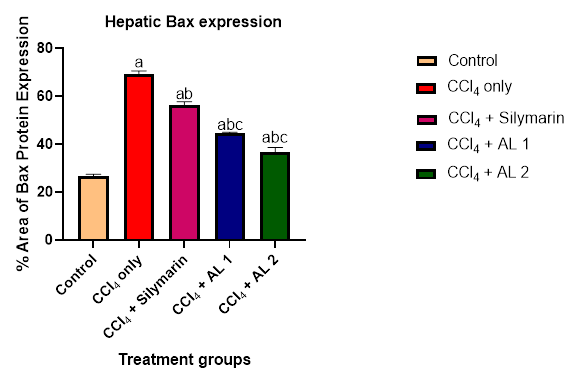 Hepatic Bax expression
% Area of Bax Protein Expression
80
60
40
20
0
a
ab
abc
abc
Control
CCl₄ only
CCl₄ + Silymarin
CCl₄ + AL 1
CCl₄ + AL 2
Treatment groups
Control
CCl₄ only
CCl₄ + Silymarin
CCl₄ + AL 1
CCl₄ + AL 2